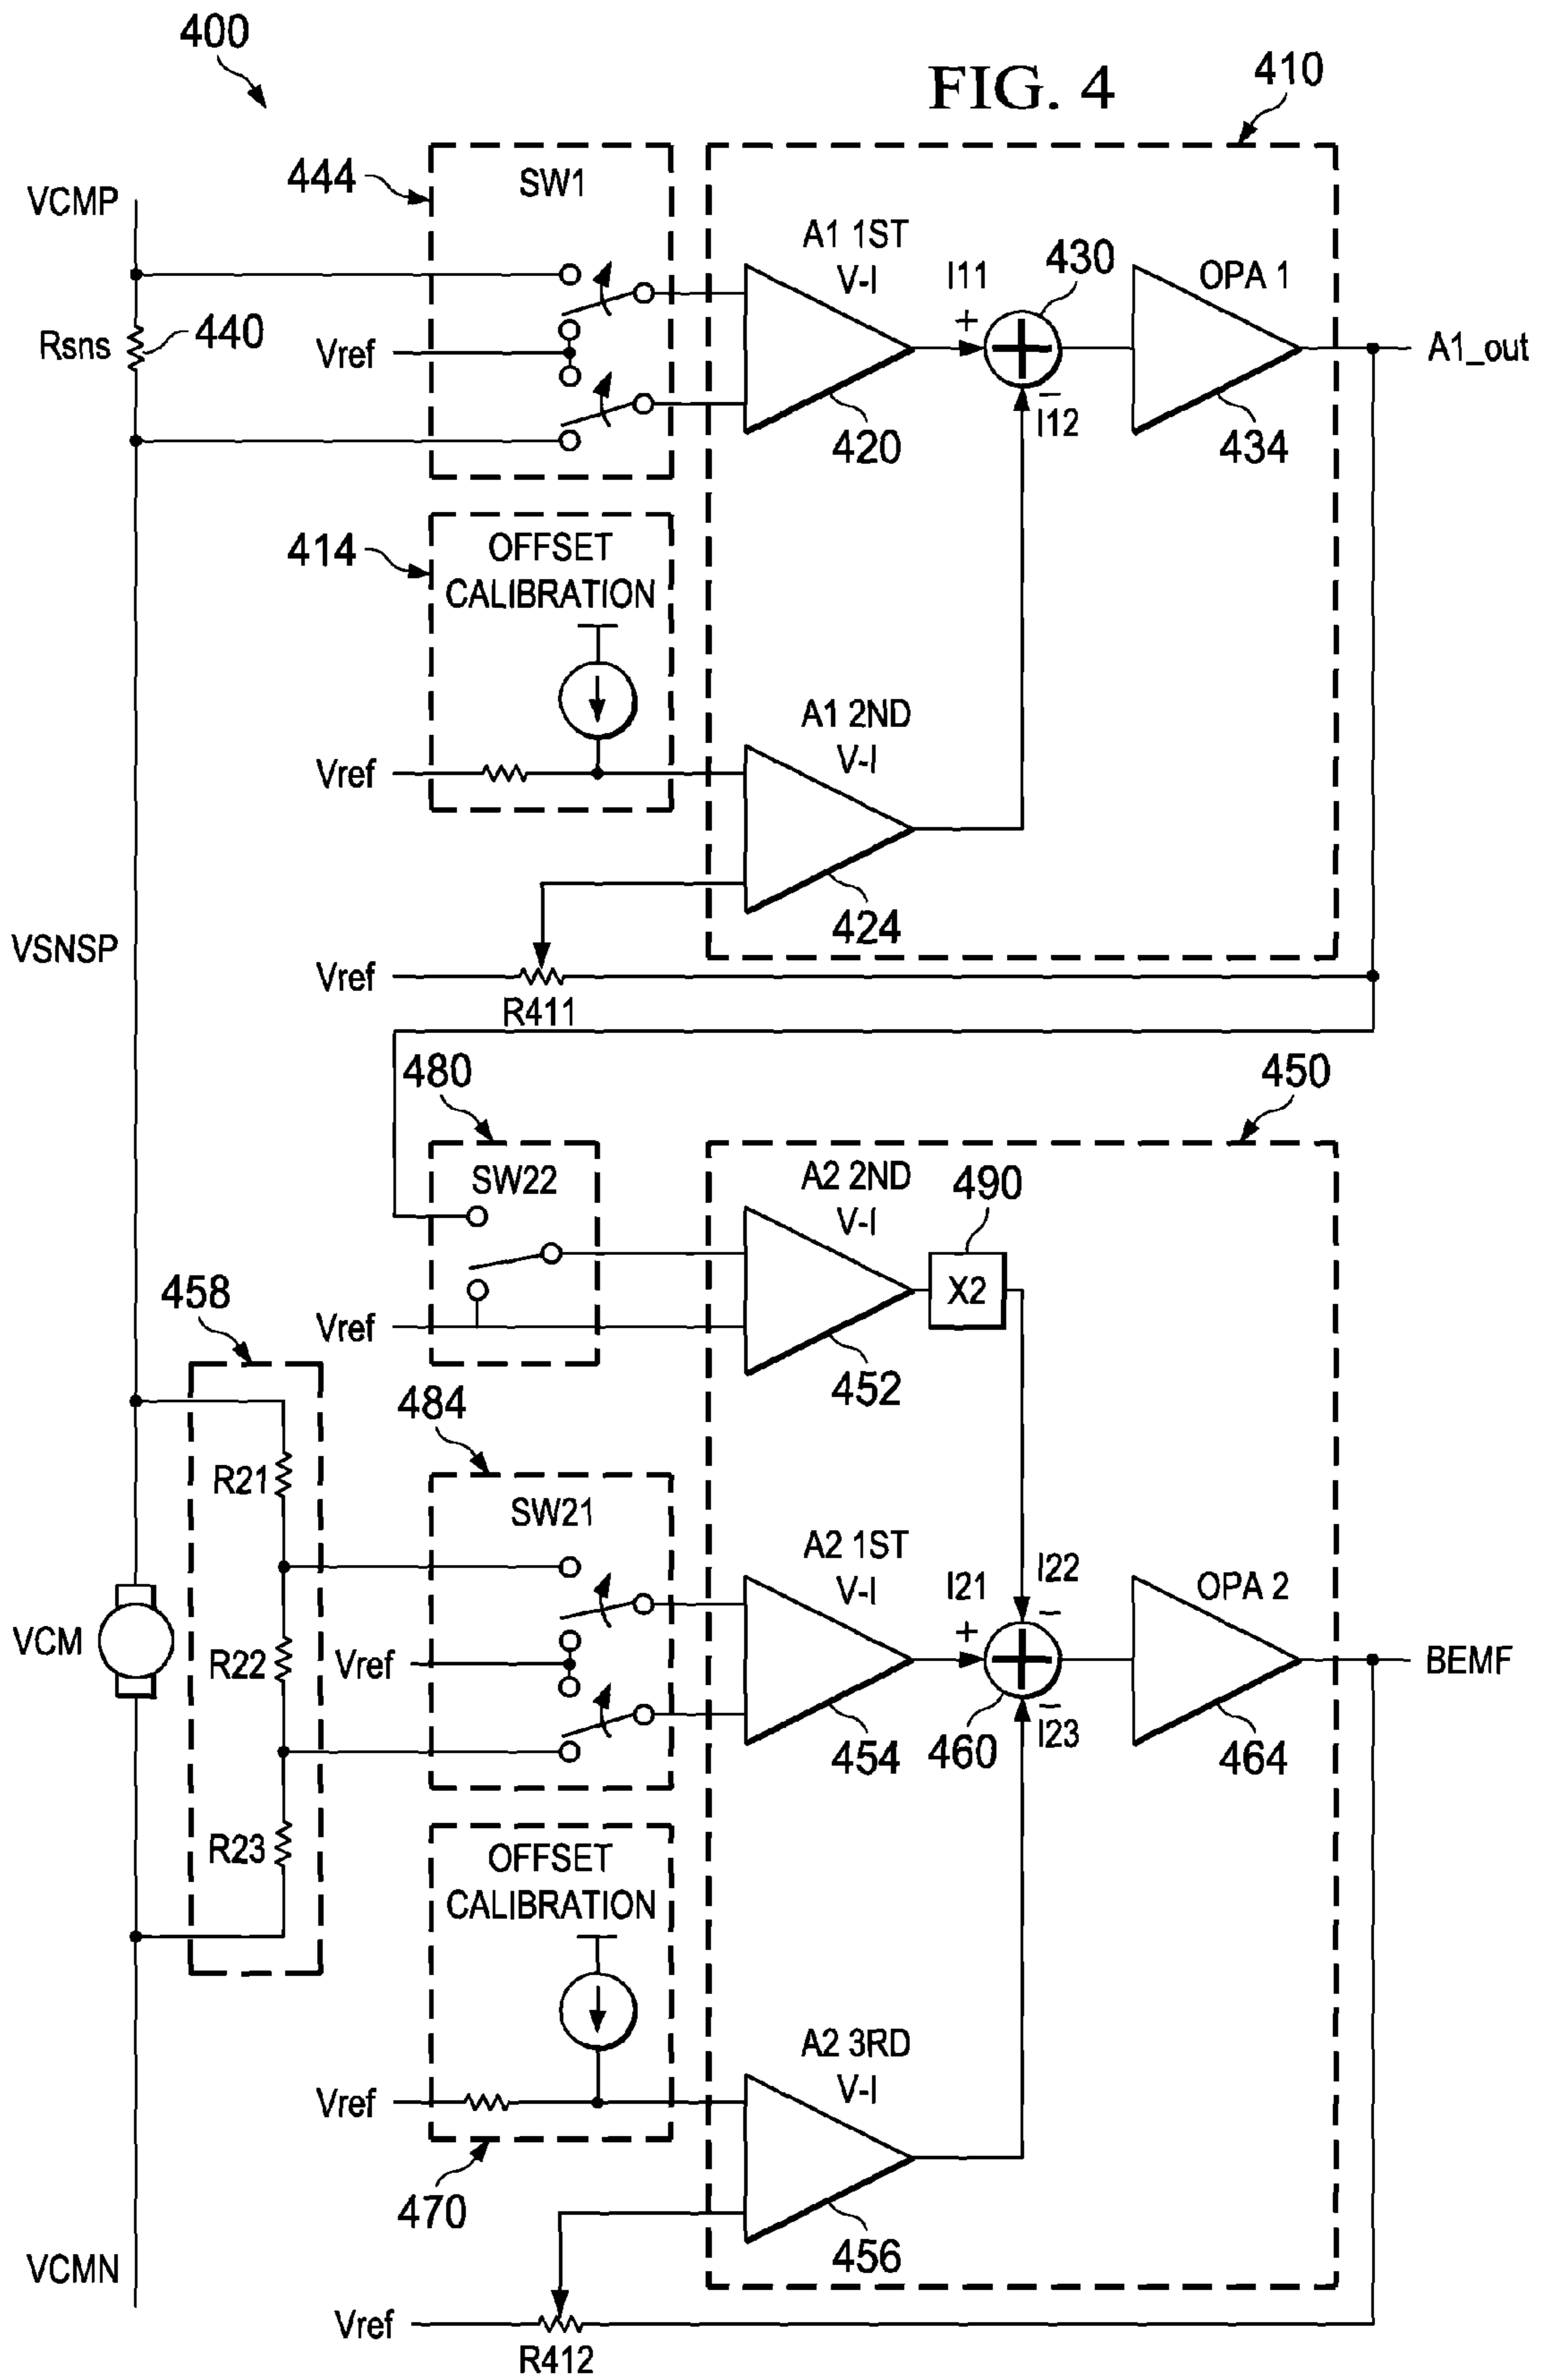 400
FIG. 4
410
444
SW1
VCMP
A1 1ST
V-I
I11
430
OPA 1
+
Rsns
440
Vref
A1_out
–
I12
420
434
414
OFFSET
CALIBRATION
A1 2ND
V-I
Vref
424
VSNSP
Vref
R411
480
450
SW22
A2 2ND
V-I
490
X2
458
Vref
452
484
R21
SW21
A2 1ST
V-I
I21
I22
OPA 2
+
–
VCM
R22
Vref
BEMF
–
I23
454
460
464
R23
OFFSET
CALIBRATION
A2 3RD
V-I
Vref
470
456
VCMN
Vref
R412